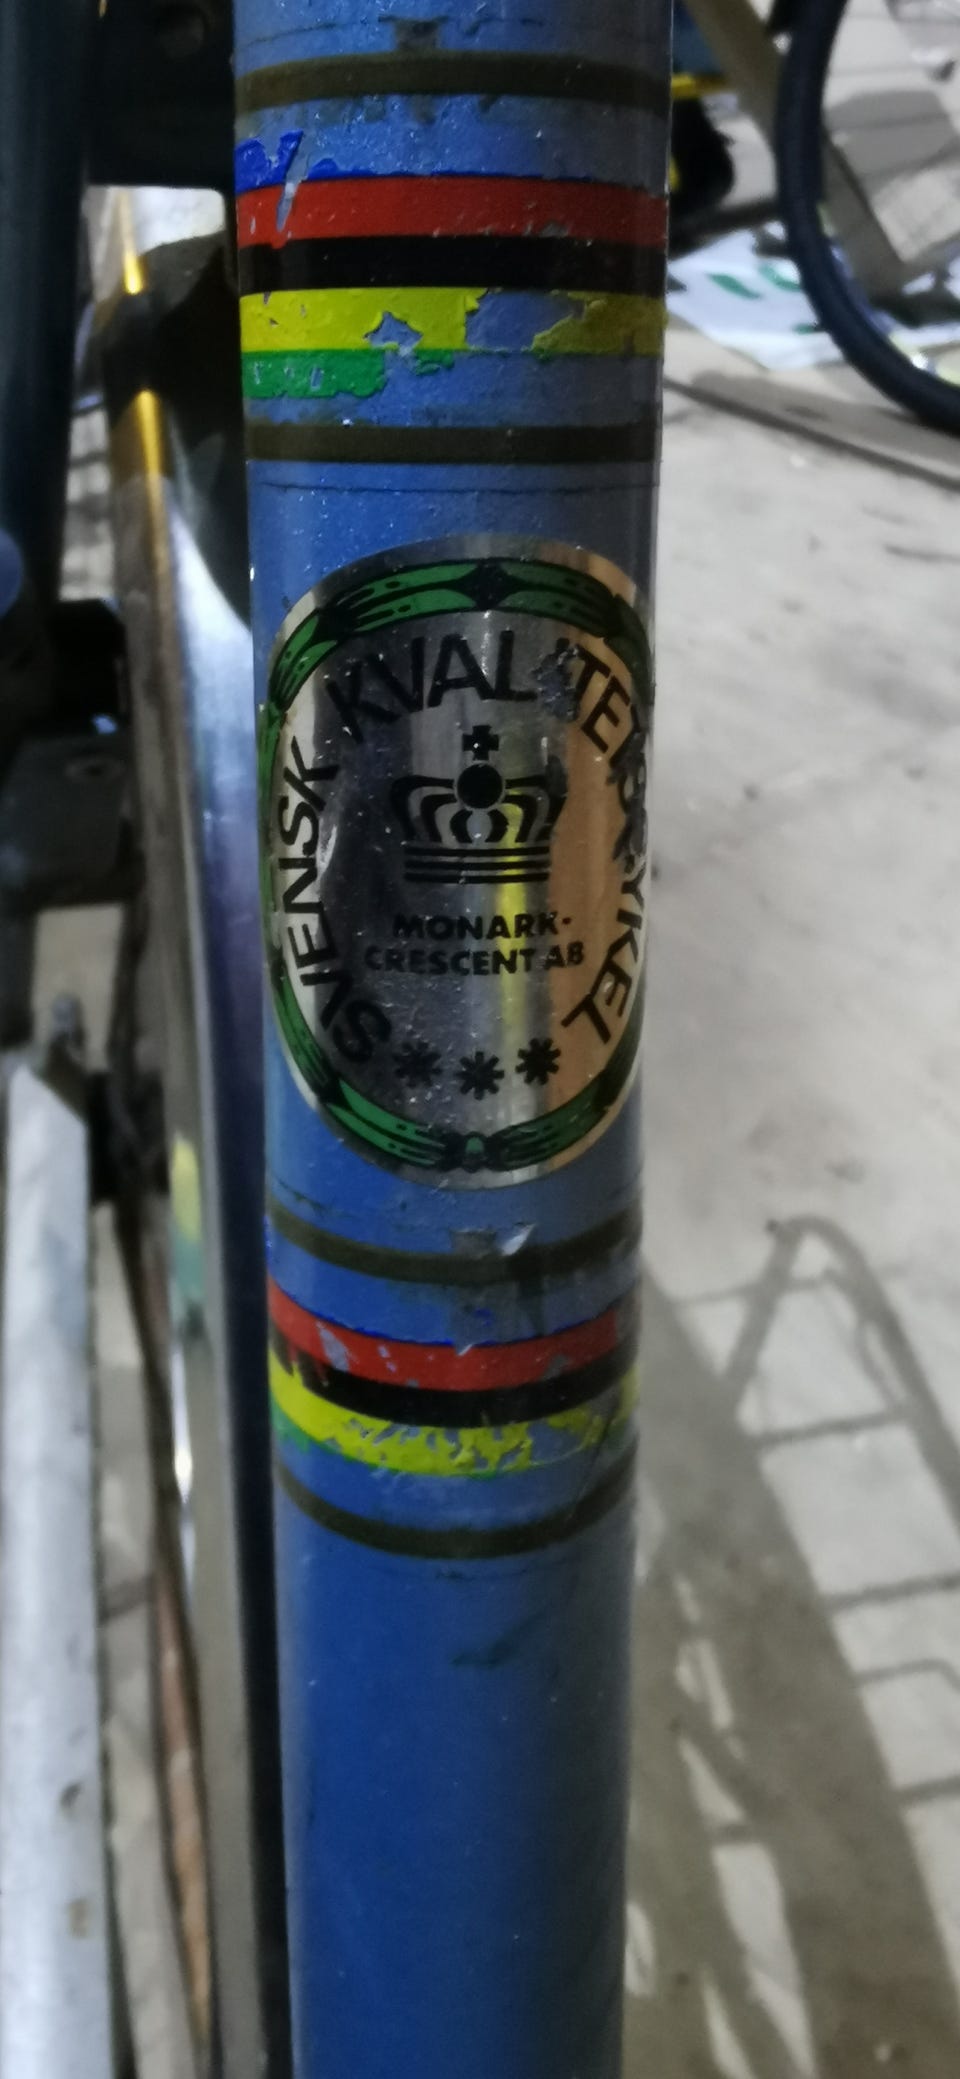 SVENSK KVALITETSCYKEL
MONARK-
CRESCENT AB
***